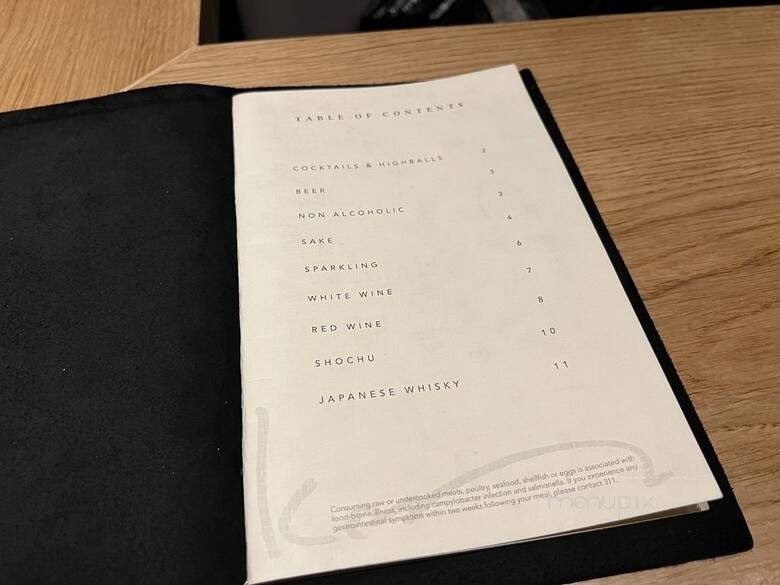 TABLE OF CONTENTS
COCKTAILS & HIGHBALLS 2
BEER 3
NON ALCOHOLIC 3
SAKE 4
SPARKLING 6
WHITE WINE 7
RED WINE 8
SHOCHU 10
JAPANESE WHISKY 11
Consuming raw or undercooked meats, poultry, seafood, shellfish or eggs is associated with
food-borne illness, including campylobacter infection and salmonella. If you experience any
gastrointestinal symptoms within two weeks following your meal, please contact 311.
menupix